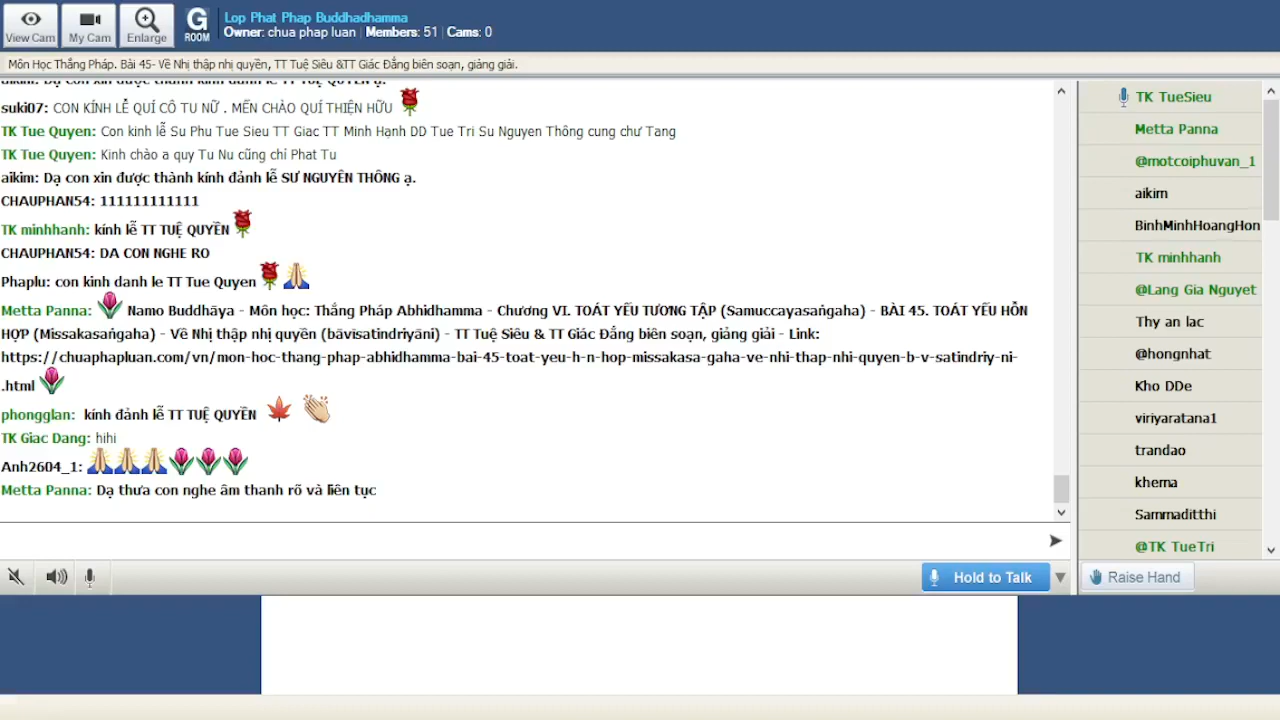 View Cam
My Cam
Enlarge
G
ROOM
Lop Phat Phap Buddhadhamma
Owner: chua phap luan | Members: 51 | Cams: 0
Môn Học Thắng Pháp. Bài 45- Về Nhị thập nhị quyền, TT Tuệ Siêu &TT Giác Đẳng biên soạn, giảng giải.
suki07: CON KÍNH LỄ QUÍ CÔ TU NỮ . MẾN CHÀO QUÍ THIỆN HỮU
TK Tue Quyen: Con kinh lễ Su Phu Tue Sieu TT Giac TT Minh Hạnh DD Tue Tri Su Nguyen Thông cung chư Tang
TK Tue Quyen: Kinh chào a quy Tu Nu cũng chỉ Phat Tu
aikim: Dạ con xin được thành kính đảnh lễ SƯ NGUYÊN THÔNG ạ.
CHAUPHAN54: 111111111111
TK minhhanh: kính lễ TT TUỆ QUYỀN
CHAUPHAN54: DA CON NGHE RO
Phaplu: con kinh danh le TT Tue Quyen
Metta Panna: Namo Buddhāya - Môn học: Thắng Pháp Abhidhamma - Chương VI. TOÁT YẾU TƯƠNG TẬP (Samuccayasaṅgaha) - BÀI 45. TOÁT YẾU HỖN
HỢP (Missakasaṅgaha) - Về Nhị thập nhị quyền (bāvīsatindriyāni) - TT Tuệ Siêu & TT Giác Đẳng biên soạn, giảng giải - Link:
https://chuaphapluan.com/vn/mon-hoc-thang-phap-abhidhamma-bai-45-toat-yeu-h-n-hop-missakasa-gaha-ve-nhi-thap-nhi-quyen-b-v-satindriy-ni-
.html
phongglan: kính đảnh lễ TT TUỆ QUYỀN
TK Giac Dang: hihi
Anh2604_1:
Metta Panna: Dạ thưa con nghe âm thanh rõ và liên tục
Hold to Talk
TK TueSieu
Metta Panna
@motcoiphuvan_1
aikim
BinhMinhHoangHon
TK minhhanh
@Lang Gia Nguyet
Thy an lac
@hongnhat
Kho DDe
viriyaratana1
trandao
khema
Sammaditthi
@TK TueTri
Raise Hand